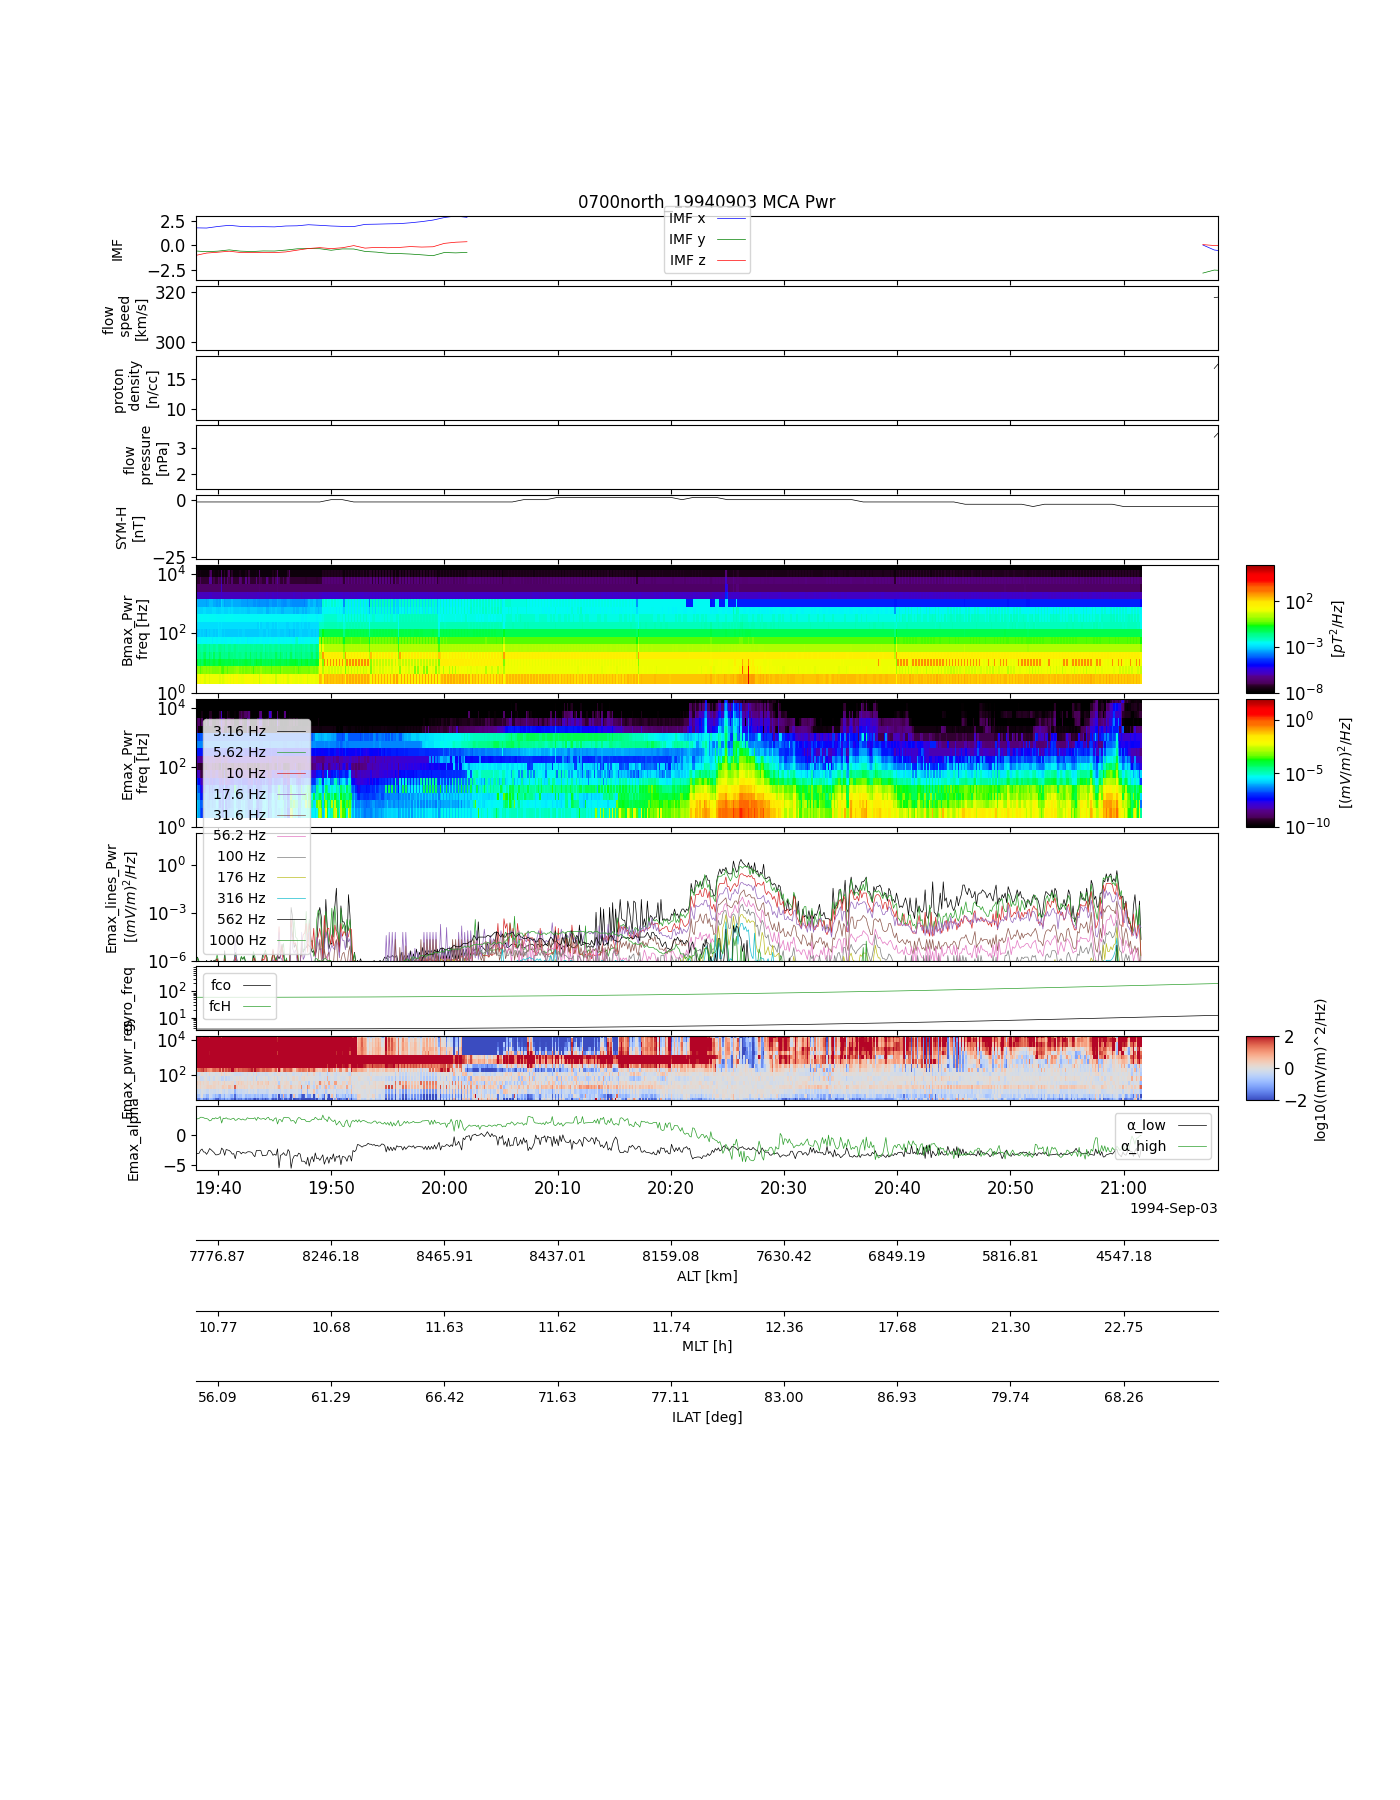 0700north_19940903 MCA Pwr
IMF
2.5
0.0
−2.5
IMF x
IMF y
IMF z
flow
speed
[km/s]
320
300
proton
density
[n/cc]
15
10
flow
pressure
[nPa]
3
2
SYM-H
[nT]
0
−25
Bmax_Pwr
freq [Hz]
10^4
10^2
10^0
10^2
10^−3
10^−8
[pT^2/Hz]
Emax_Pwr
freq [Hz]
10^4
10^2
10^0
10^0
10^−5
10^−10
[(mV/m)^2/Hz]
3.16 Hz
5.62 Hz
10 Hz
17.6 Hz
31.6 Hz
56.2 Hz
100 Hz
176 Hz
316 Hz
562 Hz
1000 Hz
Emax_lines_Pwr
[(mV/m)^2/Hz]
10^0
10^−3
10^−6
gyro_freq
10^2
10^1
fco
fcH
Emax_pwr_reg
10^4
10^2
2
0
−2
log10((mV/m)^2/Hz)
Emax_alpha
0
−5
α_low
α_high
19:40 19:50 20:00 20:10 20:20 20:30 20:40 20:50 21:00
1994-Sep-03
7776.87 8246.18 8465.91 8437.01 8159.08 7630.42 6849.19 5816.81 4547.18
ALT [km]
10.77 10.68 11.63 11.62 11.74 12.36 17.68 21.30 22.75
MLT [h]
56.09 61.29 66.42 71.63 77.11 83.00 86.93 79.74 68.26
ILAT [deg]